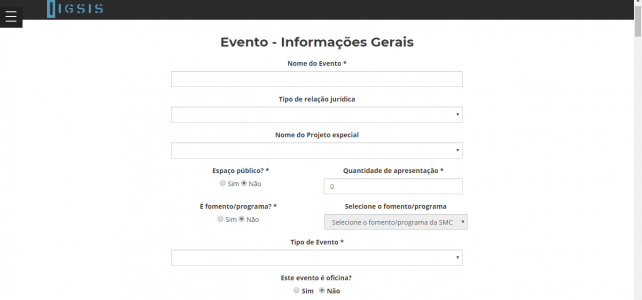 IGSIS
Evento - Informações Gerais
Nome do Evento *
Tipo de relação jurídica
Nome do Projeto especial
Espaço público? * Quantidade de apresentação *
Sim Não 0
É fomento/programa? * Selecione o fomento/programa
Sim Não Selecione o fomento/programa da SMC
Tipo de Evento *
Este evento é oficina?
Sim Não